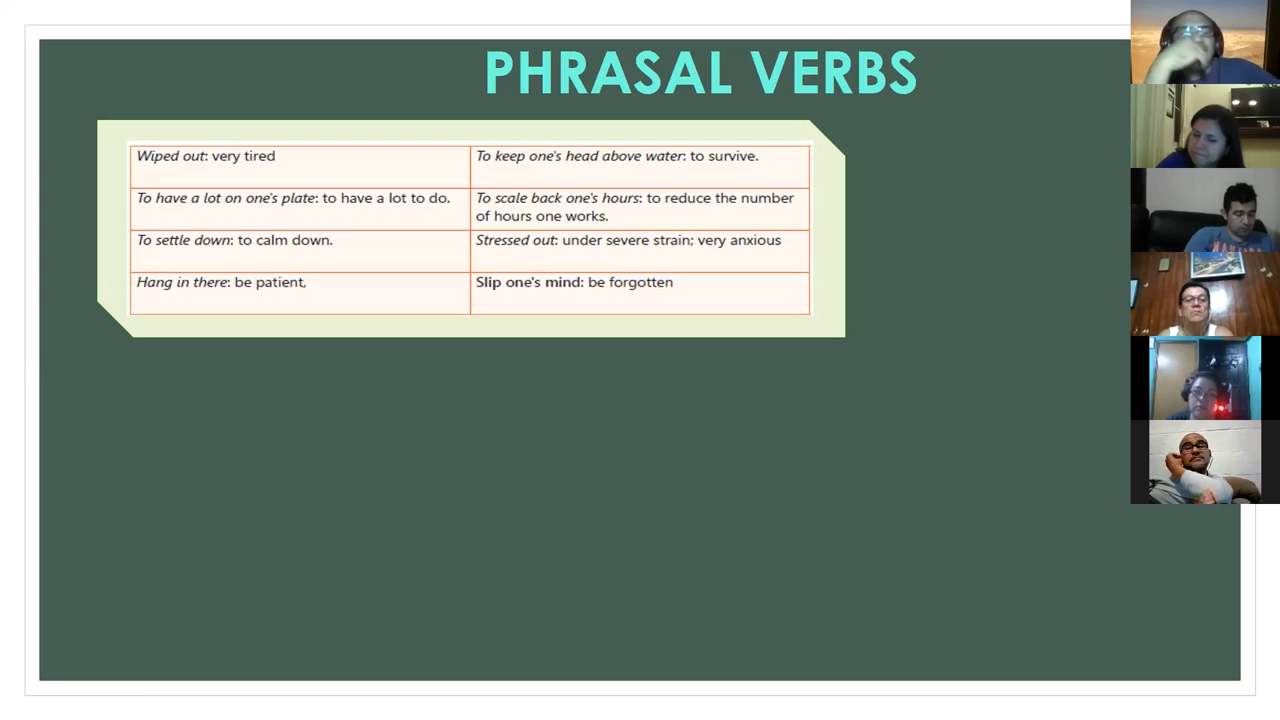 PHRASAL VERBS
Wiped out: very tired
To keep one's head above water: to survive.
To have a lot on one's plate: to have a lot to do.
To scale back one's hours: to reduce the number
of hours one works.
To settle down: to calm down.
Stressed out: under severe strain; very anxious
Hang in there: be patient,
Slip one's mind: be forgotten